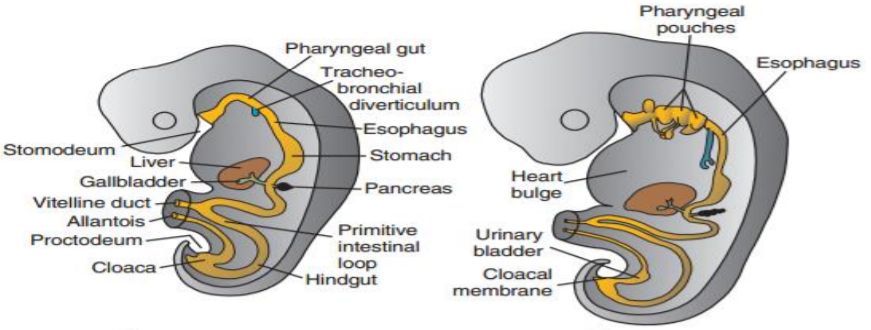 Pharyngeal gut
Tracheo-
bronchial
diverticulum
Esophagus
Stomach
Pancreas
Primitive
intestinal
loop
Hindgut
Stomodeum
Liver
Gallbladder
Vitelline duct
Allantois
Proctodeum
Cloaca
Pharyngeal
pouches
Esophagus
Heart
bulge
Urinary
bladder
Cloacal
membrane